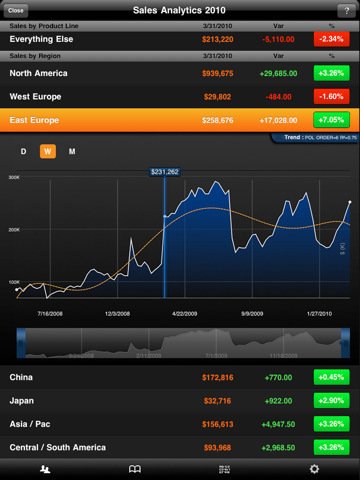 Close Sales Analytics 2010 ?
Sales by Product Line 3/31/2010 Var %
Everything Else $213,220 -5,110.00 -2.34%
Sales by Region 3/31/2010 Var %
North America $939,675 +29,685.00 +3.26%
West Europe $29,802 -484.00 -1.60%
East Europe $258,676 +17,028.00 +7.05%
Trend : POL ORDER=6 R²=0.75
D W M
$231,262
300K
200K
100K
$ (K)
7/16/2008 12/3/2008 4/22/2009 9/9/2009 1/27/2010
2/11/2009 7/1/2009 11/18/2009
China $172,816 +770.00 +0.45%
Japan $32,716 +922.00 +2.90%
Asia / Pac $156,613 +4,947.50 +3.26%
Central / South America $93,968 +2,968.50 +3.26%